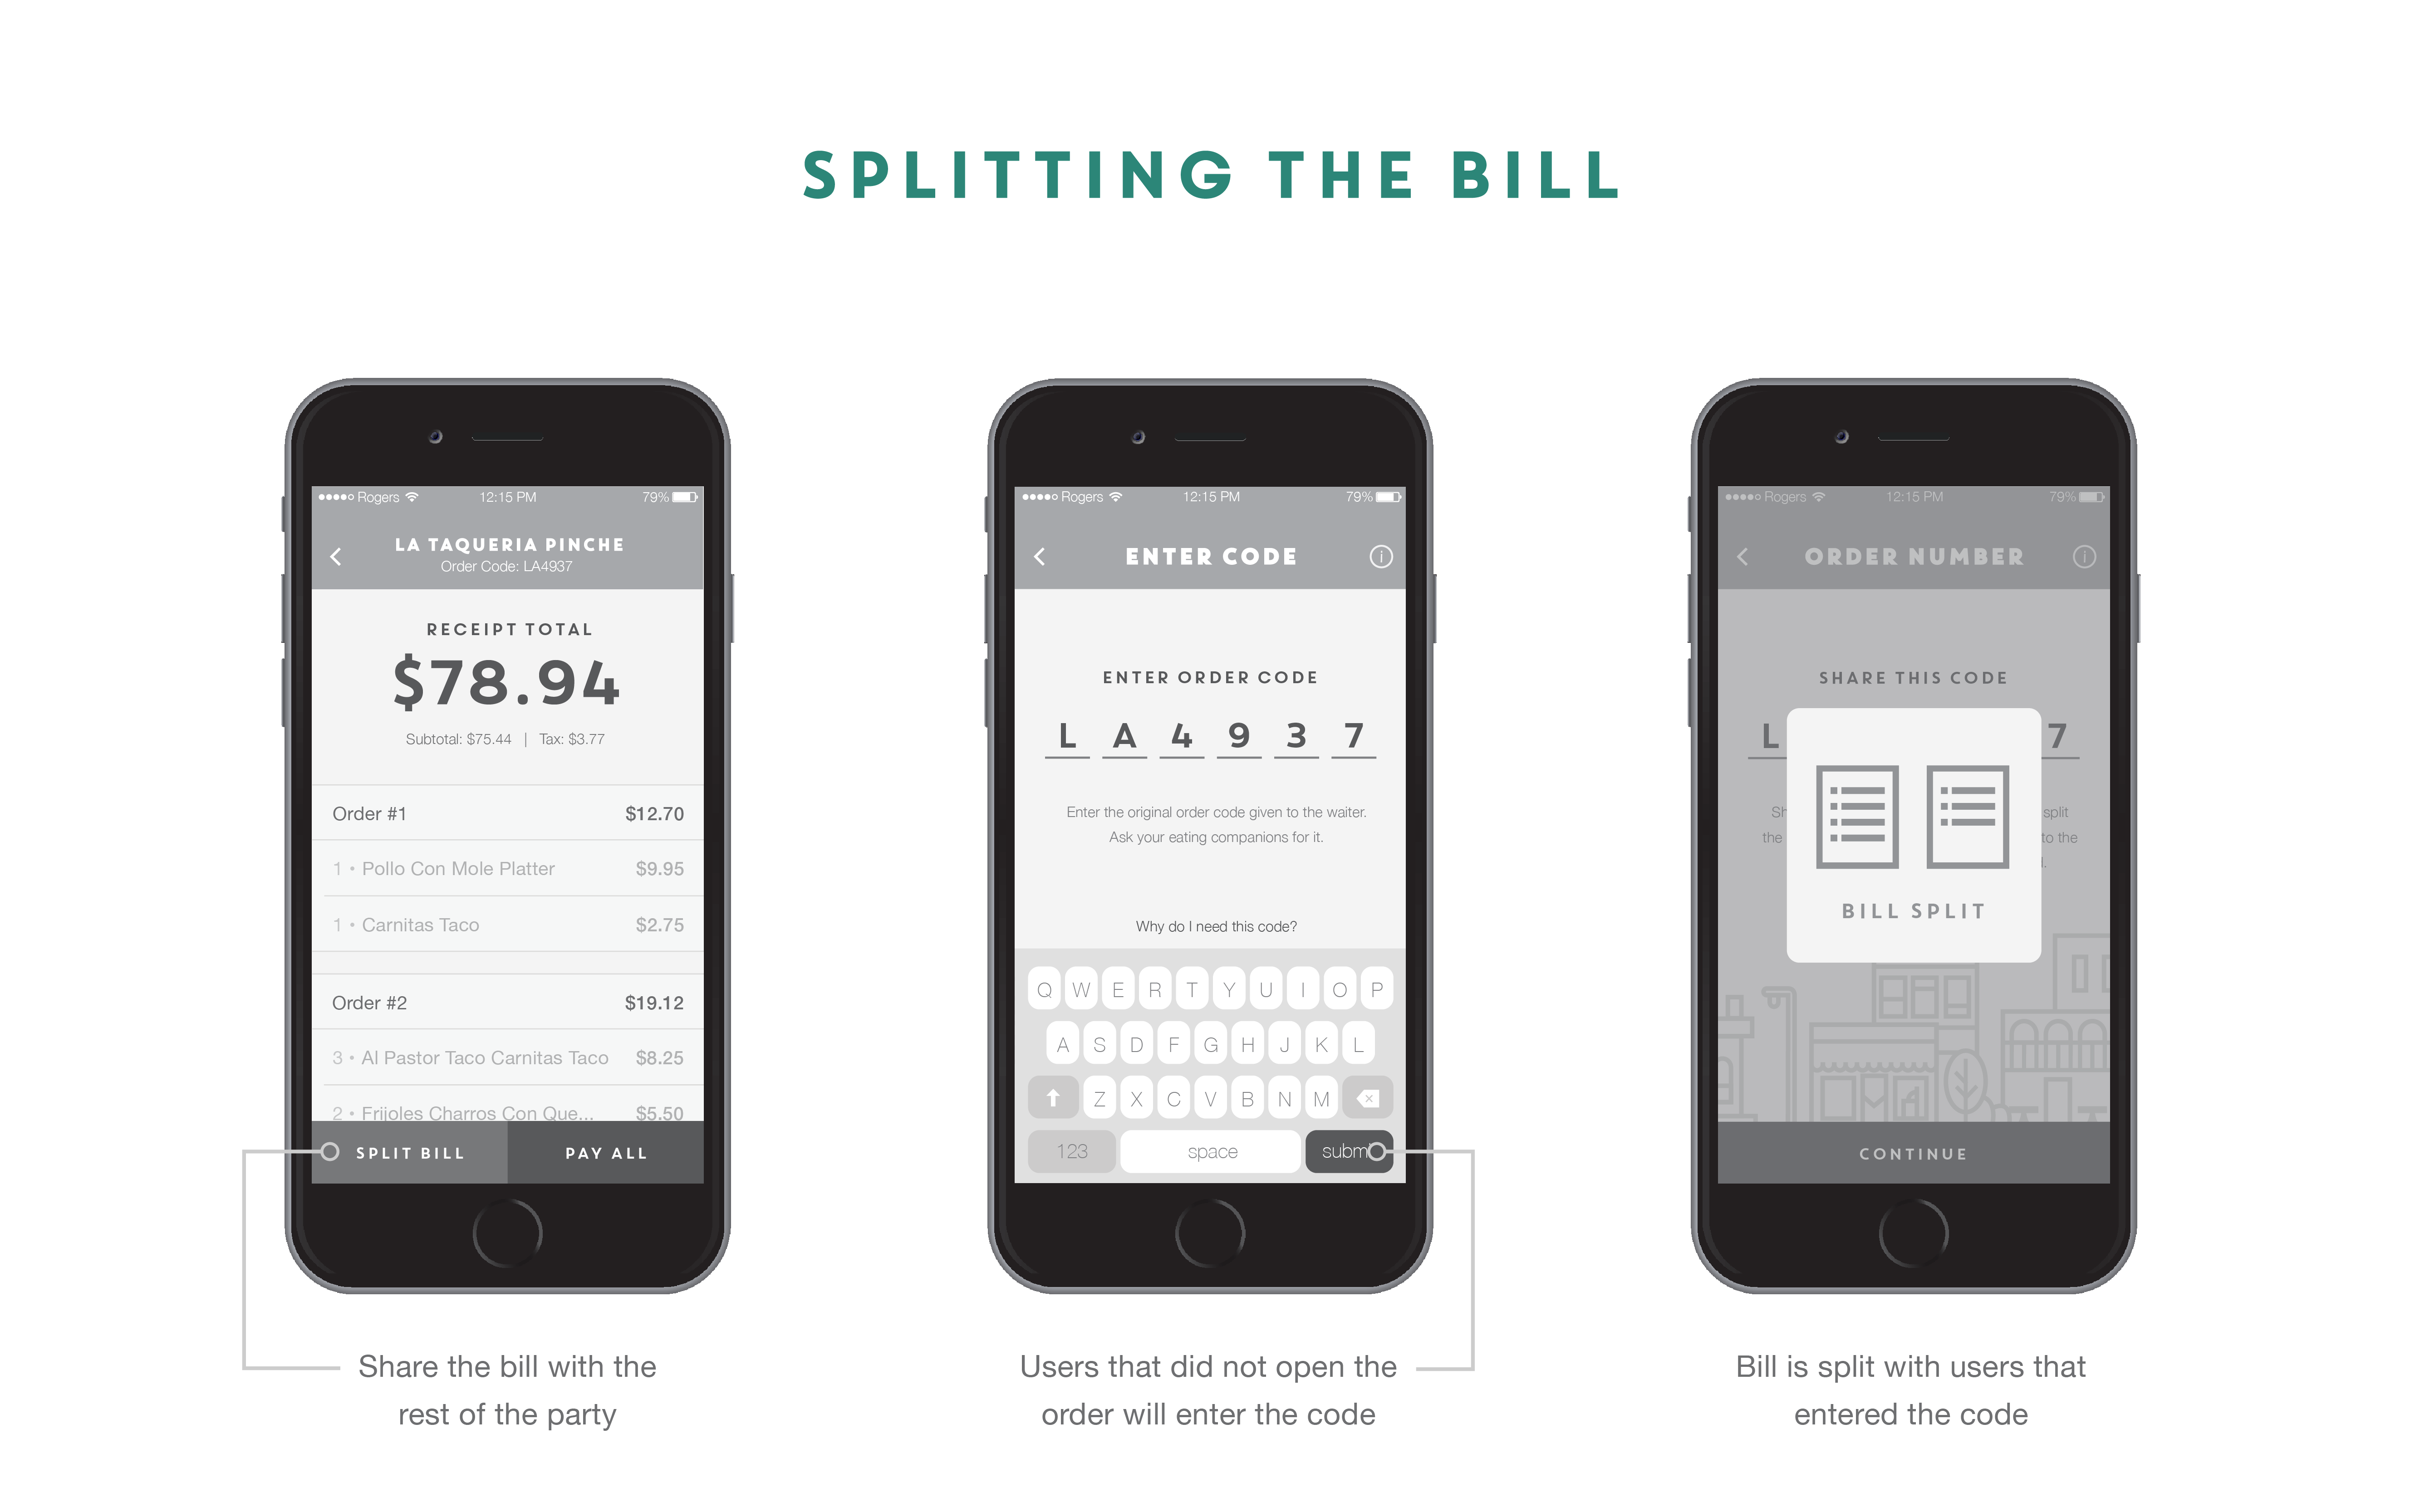 SPLITTING THE BILL
Rogers 12:15 PM 79%
LA TAQUERIA PINCHE
Order Code: LA4937
RECEIPT TOTAL
$78.94
Subtotal: $75.44 | Tax: $3.77
Order #1 $12.70
1 • Pollo Con Mole Platter $9.95
1 • Carnitas Taco $2.75
Order #2 $19.12
3 • Al Pastor Taco Carnitas Taco $8.25
2 • Frijoles Charros Con Que... $5.50
SPLIT BILL PAY ALL
Share the bill with the
rest of the party
Rogers 12:15 PM 79%
ENTER CODE i
ENTER ORDER CODE
L A 4 9 3 7
Enter the original order code given to the waiter.
Ask your eating companions for it.
Why do I need this code?
Q W E R T Y U I O P
A S D F G H J K L
Z X C V B N M
123 space subm
Users that did not open the
order will enter the code
Rogers 12:15 PM 79%
ORDER NUMBER i
SHARE THIS CODE
L 7
Sh split
the to the
BILL SPLIT
CONTINUE
Bill is split with users that
entered the code